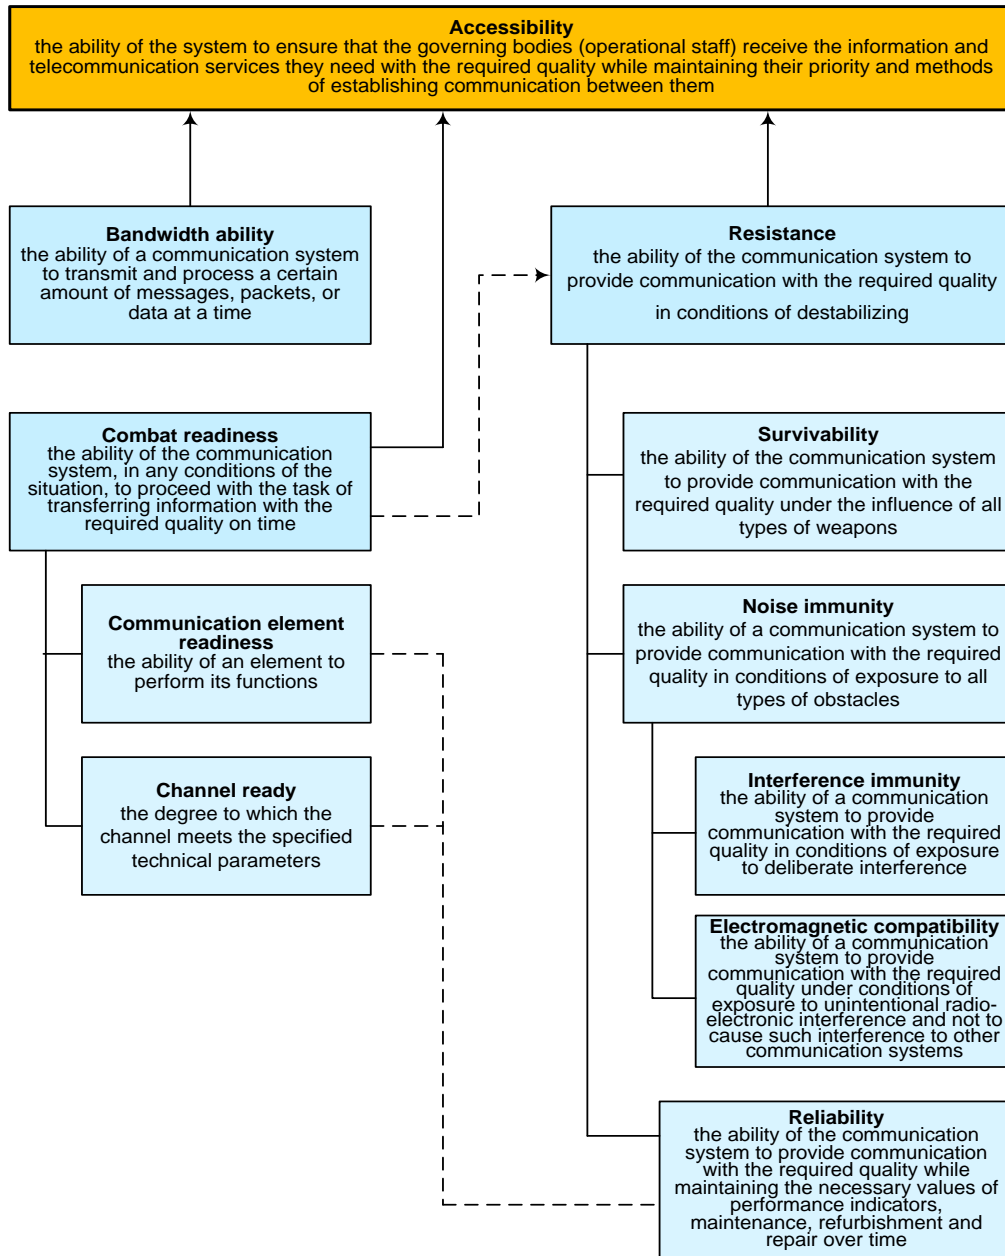 Accessibility
the ability of the system to ensure that the governing bodies (operational staff) receive the information and
telecommunication services they need with the required quality while maintaining their priority and methods
of establishing communication between them
Bandwidth ability
the ability of a communication system
to transmit and process a certain
amount of messages, packets, or
data at a time
Resistance
the ability of the communication system to
provide communication with the required quality
in conditions of destabilizing
Combat readiness
the ability of the communication
system, in any conditions of the
situation, to proceed with the task of
transferring information with the
required quality on time
Survivability
the ability of the communication system
to provide communication with the
required quality under the influence of all
types of weapons
Communication element
readiness
the ability of an element to
perform its functions
Noise immunity
the ability of a communication system to
provide communication with the required
quality in conditions of exposure to all
types of obstacles
Channel ready
the degree to which the
channel meets the specified
technical parameters
Interference immunity
the ability of a communication
system to provide
communication with the required
quality in conditions of exposure
to deliberate interference
Electromagnetic compatibility
the ability of a communication
system to provide
communication with the required
quality under conditions of
exposure to unintentional radio-
electronic interference and not to
cause such interference to other
communication systems
Reliability
the ability of the communication
system to provide communication
with the required quality while
maintaining the necessary values of
performance indicators,
maintenance, refurbishment and
repair over time